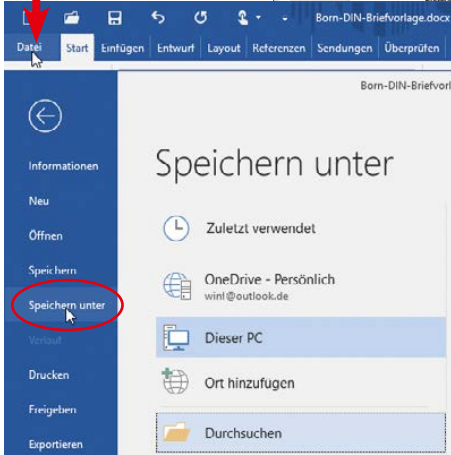 Born-DIN-Briefvorlage.docx
Datei Start Einfügen Entwurf Layout Referenzen Sendungen Überprüfen
Born-DIN-Briefvorl
Speichern unter
Informationen
Neu
Öffnen
Speichern
Speichern unter
Verlauf
Drucken
Freigeben
Exportieren
Zuletzt verwendet
OneDrive - Persönlich
winl@outlook.de
Dieser PC
Ort hinzufügen
Durchsuchen